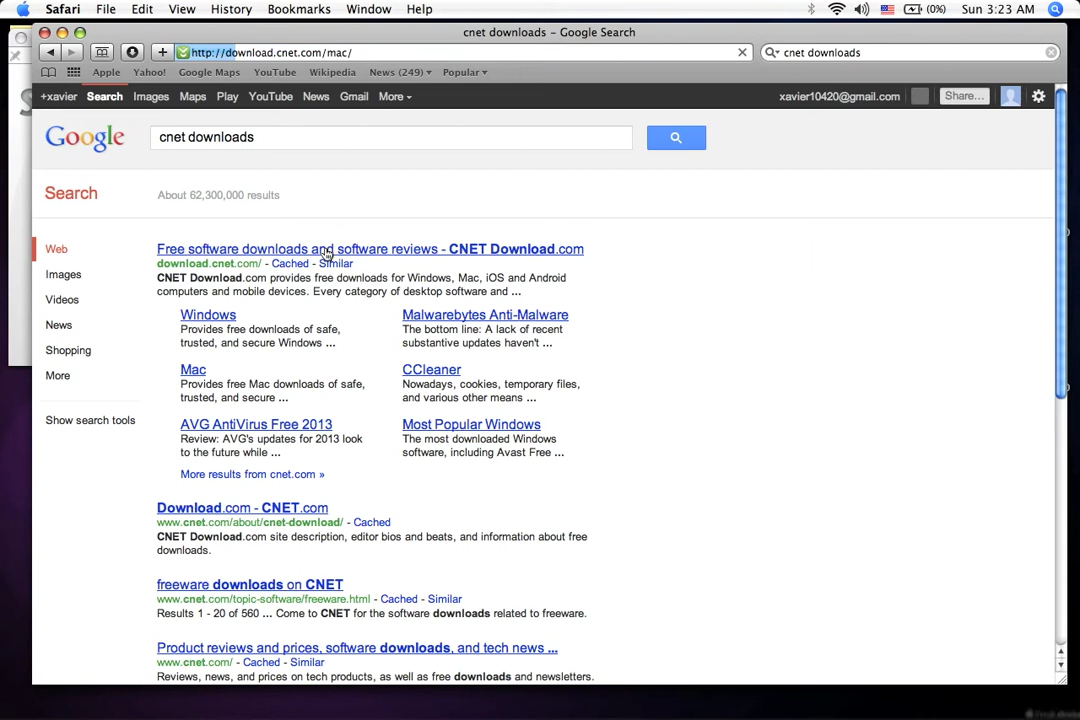 Safari File Edit View History Bookmarks Window Help (0%) Sun 3:23 AM
cnet downloads – Google Search
http://download.cnet.com/mac/ cnet downloads
Apple Yahoo! Google Maps YouTube Wikipedia News (249) Popular
+xavier Search Images Maps Play YouTube News Gmail More xavier10420@gmail.com Share...
Google cnet downloads
Search About 62,300,000 results
Web
Images
Videos
News
Shopping
More
Show search tools
Free software downloads and software reviews - CNET Download.com
download.cnet.com/ - Cached - Similar
CNET Download.com provides free downloads for Windows, Mac, iOS and Android
computers and mobile devices. Every category of desktop software and ...
Windows
Provides free downloads of safe,
trusted, and secure Windows ...
Malwarebytes Anti-Malware
The bottom line: A lack of recent
substantive updates haven't ...
Mac
Provides free Mac downloads of safe,
trusted, and secure ...
CCleaner
Nowadays, cookies, temporary files,
and various other means ...
AVG AntiVirus Free 2013
Review: AVG's updates for 2013 look
to the future while ...
Most Popular Windows
The most downloaded Windows
software, including Avast Free ...
More results from cnet.com »
Download.com - CNET.com
www.cnet.com/about/cnet-download/ - Cached
CNET Download.com site description, editor bios and beats, and information about free
downloads.
freeware downloads on CNET
www.cnet.com/topic-software/freeware.html - Cached - Similar
Results 1 - 20 of 560 ... Come to CNET for the software downloads related to freeware.
Product reviews and prices, software downloads, and tech news ...
www.cnet.com/ - Cached - Similar
Reviews, news, and prices on tech products, as well as free downloads and newsletters.